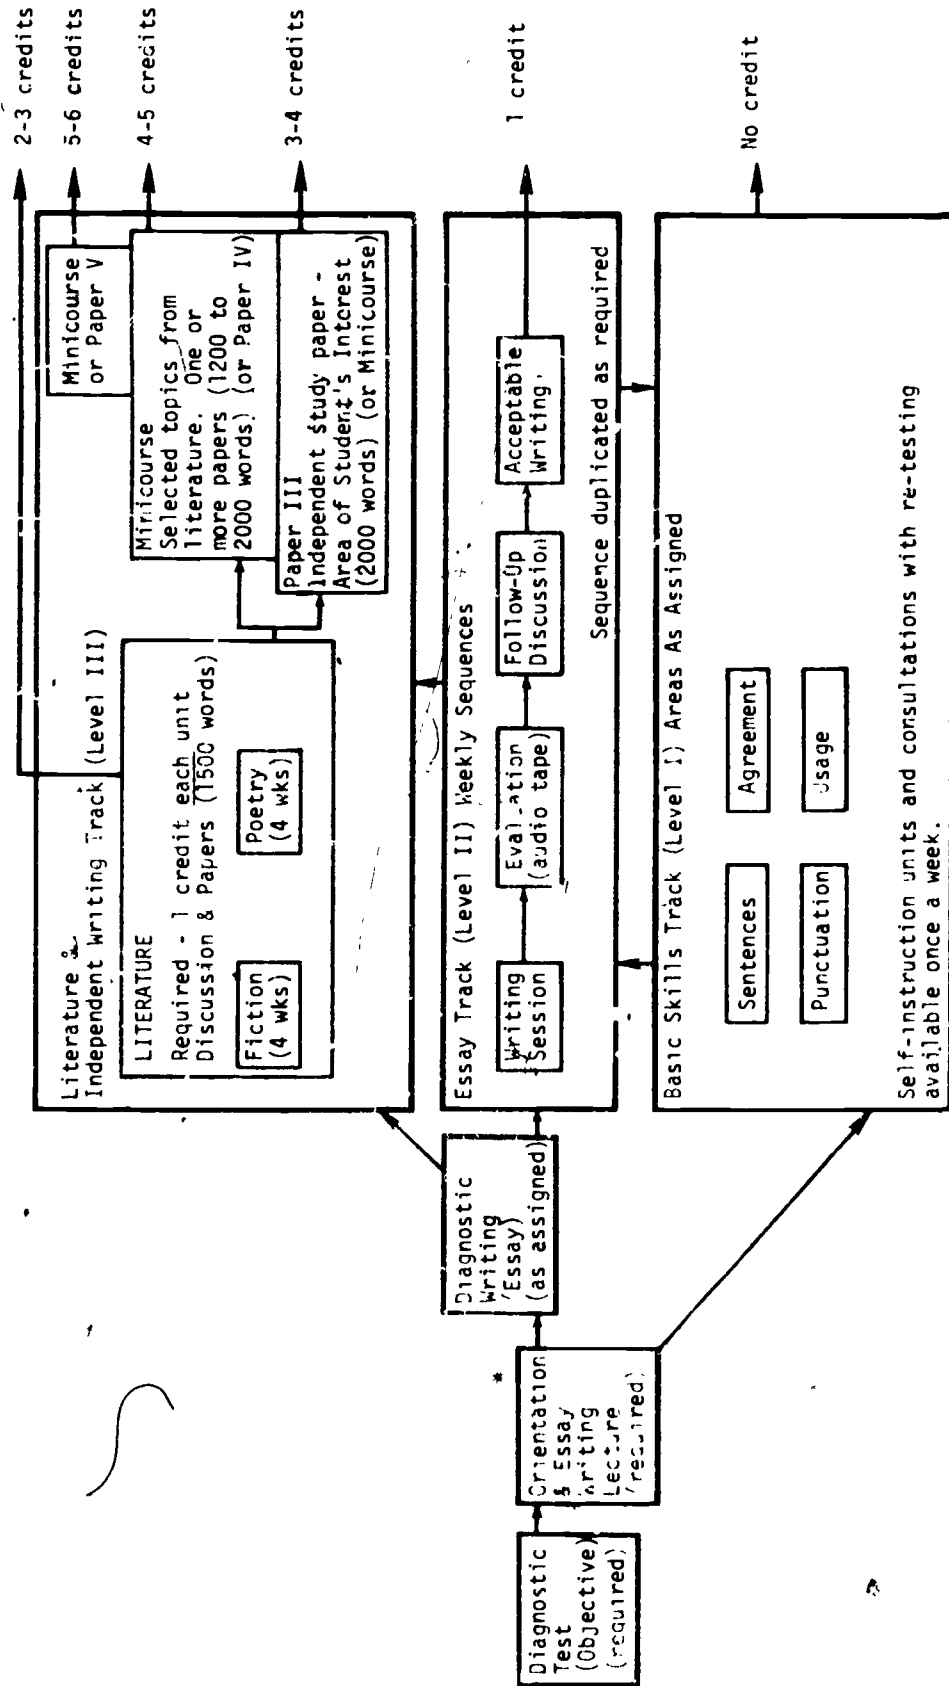 Diagnostic
Test
(Objective)
(required)
Orientation
& Essay
Writing
Lecture
(required)
Diagnostic
Writing
(Essay)
(as assigned)
Literature &
Independent Writing Track (Level III)
LITERATURE
Required - 1 credit each unit
Discussion & Papers (1500 words)
Fiction
(4 wks)
Poetry
(4 wks)
Minicourse
or Paper V
Minicourse
Selected topics from
literature. One or
more papers (1200 to
2000 words) (or Paper IV)
Paper III
Independent study paper -
Area of Student's Interest
(2000 words) (or Minicourse)
2-3 credits
5-6 credits
4-5 credits
3-4 credits
Essay Track (Level II) Weekly Sequences
Writing
Session
Evaluation
(audio tape)
Follow-Up
Discussion
Acceptable
Writing
Sequence duplicated as required
1 credit
Basic Skills Track (Level I) Areas As Assigned
Sentences
Agreement
Punctuation
Usage
Self-instruction units and consultations with re-testing
available once a week.
No credit
*